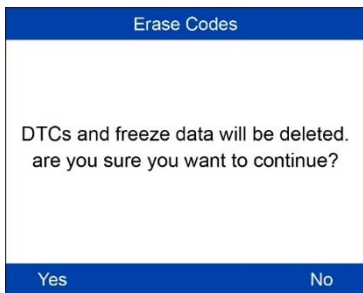 Erase Codes
DTCs and freeze data will be deleted.
are you sure you want to continue?
Yes No